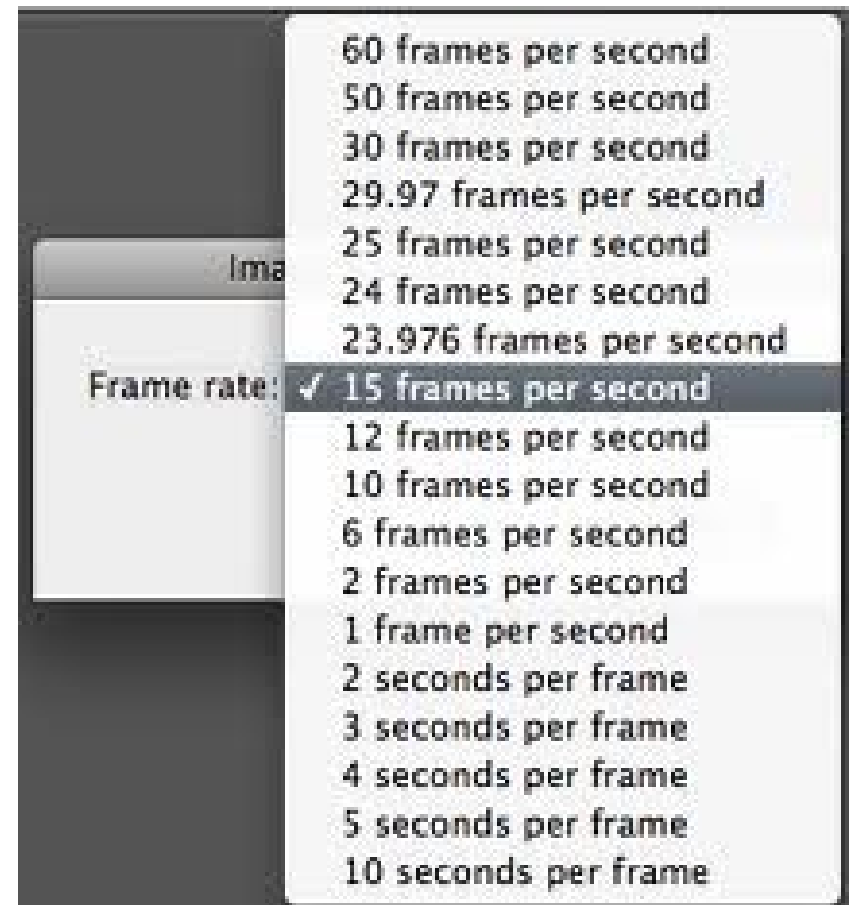 60 frames per second
50 frames per second
30 frames per second
29.97 frames per second
25 frames per second
Ima
24 frames per second
23.976 frames per second
Frame rate: ✓ 15 frames per second
12 frames per second
10 frames per second
6 frames per second
2 frames per second
1 frame per second
2 seconds per frame
3 seconds per frame
4 seconds per frame
5 seconds per frame
10 seconds per frame